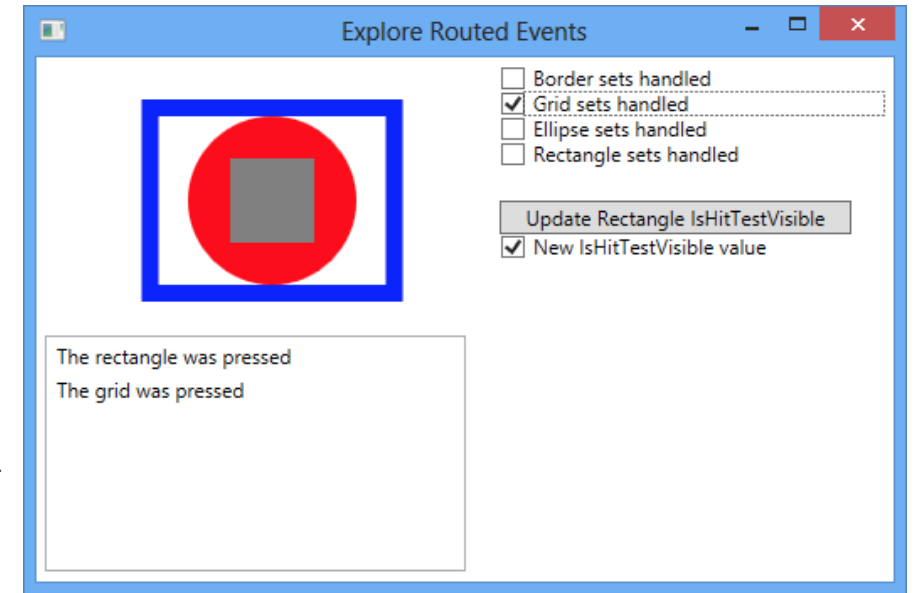 Explore Routed Events
Border sets handled
Grid sets handled
Ellipse sets handled
Rectangle sets handled
Update Rectangle IsHitTestVisible
New IsHitTestVisible value
The rectangle was pressed
The grid was pressed